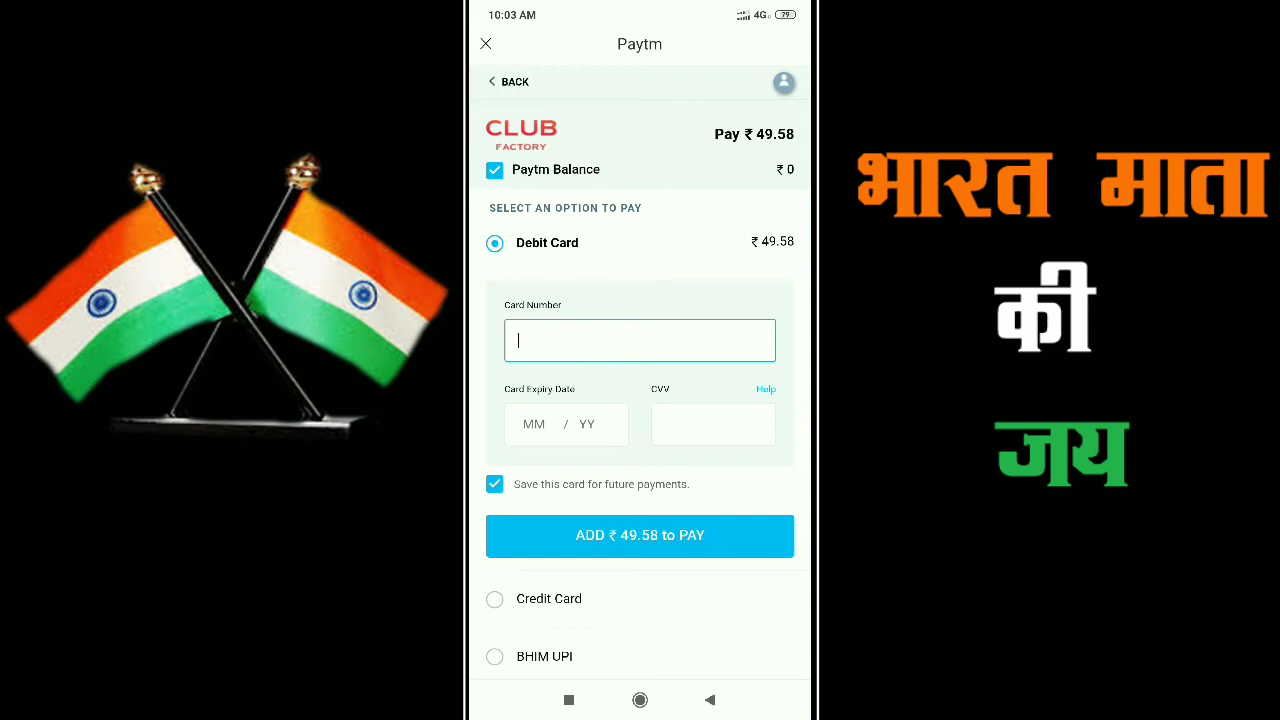 10:03 AM
4G
79
Paytm
BACK
CLUB
FACTORY
Pay ₹ 49.58
Paytm Balance
₹ 0
SELECT AN OPTION TO PAY
Debit Card
₹ 49.58
Card Number
Card Expiry Date
CVV
Help
MM / YY
Save this card for future payments.
ADD ₹ 49.58 to PAY
Credit Card
BHIM UPI
भारत माता
की
जय